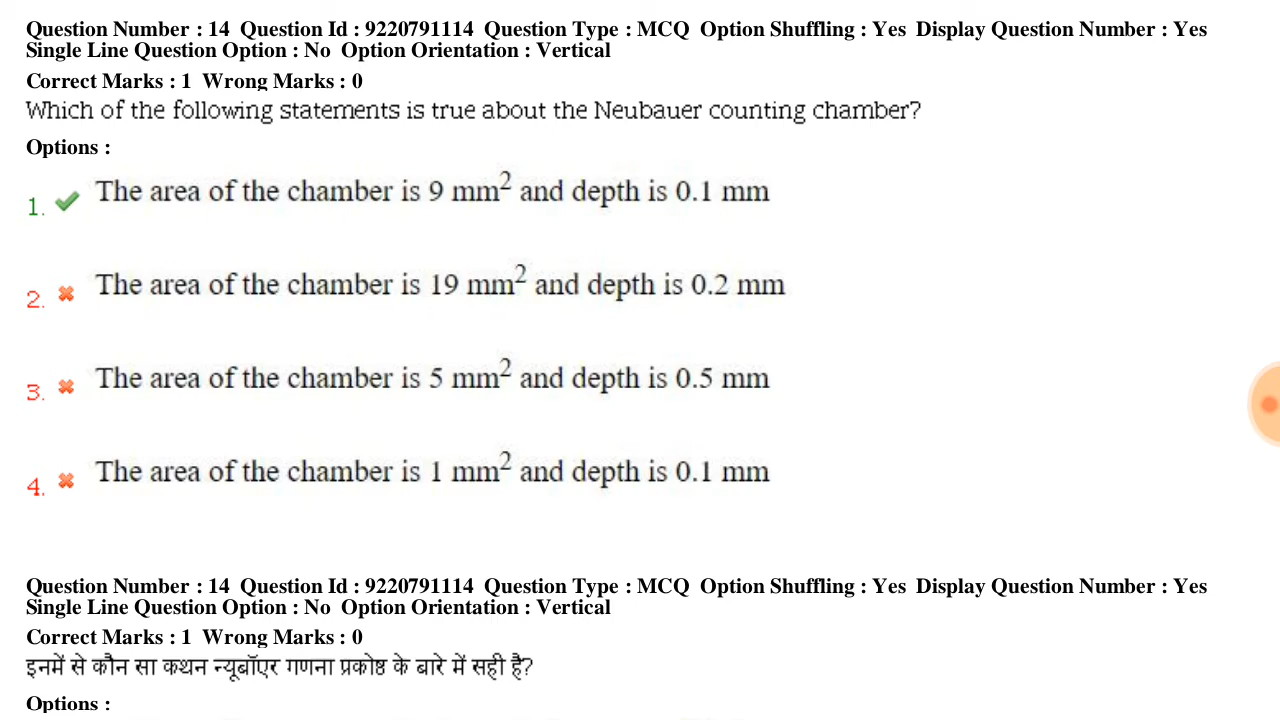 Question Number : 14 Question Id : 9220791114 Question Type : MCQ Option Shuffling : Yes Display Question Number : Yes
Single Line Question Option : No Option Orientation : Vertical
Correct Marks : 1 Wrong Marks : 0
Which of the following statements is true about the Neubauer counting chamber?
Options :
1. The area of the chamber is 9 mm² and depth is 0.1 mm
2. The area of the chamber is 19 mm² and depth is 0.2 mm
3. The area of the chamber is 5 mm² and depth is 0.5 mm
4. The area of the chamber is 1 mm² and depth is 0.1 mm
Question Number : 14 Question Id : 9220791114 Question Type : MCQ Option Shuffling : Yes Display Question Number : Yes
Single Line Question Option : No Option Orientation : Vertical
Correct Marks : 1 Wrong Marks : 0
इनमें से कौन सा कथन न्यूबॉएर गणना प्रकोष्ठ के बारे में सही है?
Options :